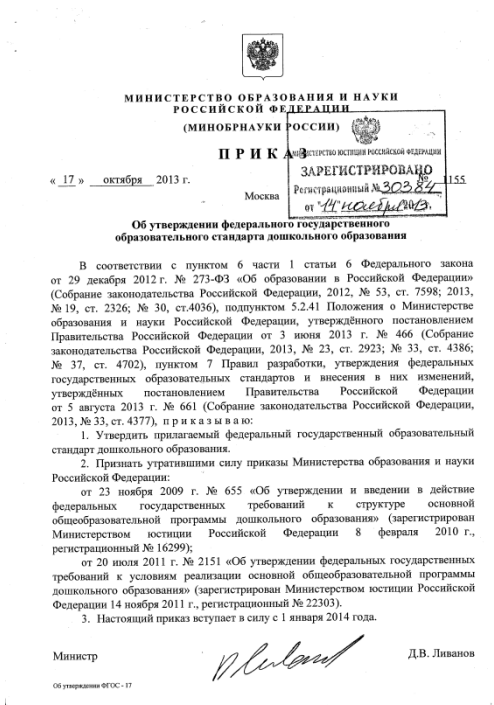 МИНИСТЕРСТВО ОБРАЗОВАНИЯ И НАУКИ
РОССИЙСКОЙ ФЕДЕРАЦИИ
(МИНОБРНАУКИ РОССИИ)
ПРИКАЗ
МИНИСТЕРСТВО ЮСТИЦИИ РОССИЙСКОЙ ФЕДЕРАЦИИ
ЗАРЕГИСТРИРОВАНО
Регистрационный № 30384
от "14 ноября 2013.
« 17 » октября 2013 г.
№ 1155
Москва
Об утверждении федерального государственного
образовательного стандарта дошкольного образования
В соответствии с пунктом 6 части 1 статьи 6 Федерального закона
от 29 декабря 2012 г. № 273-ФЗ «Об образовании в Российской Федерации»
(Собрание законодательства Российской Федерации, 2012, № 53, ст. 7598; 2013,
№ 19, ст. 2326; № 30, ст.4036), подпунктом 5.2.41 Положения о Министерстве
образования и науки Российской Федерации, утверждённого постановлением
Правительства Российской Федерации от 3 июня 2013 г. № 466 (Собрание
законодательства Российской Федерации, 2013, № 23, ст. 2923; № 33, ст. 4386;
№ 37, ст. 4702), пунктом 7 Правил разработки, утверждения федеральных
государственных образовательных стандартов и внесения в них изменений,
утверждённых постановлением Правительства Российской Федерации
от 5 августа 2013 г. № 661 (Собрание законодательства Российской Федерации,
2013, № 33, ст. 4377), приказываю:
1. Утвердить прилагаемый федеральный государственный образовательный
стандарт дошкольного образования.
2. Признать утратившими силу приказы Министерства образования и науки
Российской Федерации:
от 23 ноября 2009 г. № 655 «Об утверждении и введении в действие
федеральных государственных требований к структуре основной
общеобразовательной программы дошкольного образования» (зарегистрирован
Министерством юстиции Российской Федерации 8 февраля 2010 г.,
регистрационный № 16299);
от 20 июля 2011 г. № 2151 «Об утверждении федеральных государственных
требований к условиям реализации основной общеобразовательной программы
дошкольного образования» (зарегистрирован Министерством юстиции Российской
Федерации 14 ноября 2011 г., регистрационный № 22303).
3. Настоящий приказ вступает в силу с 1 января 2014 года.
Министр
Д.В. Ливанов
Об утверждении ФГОС - 17